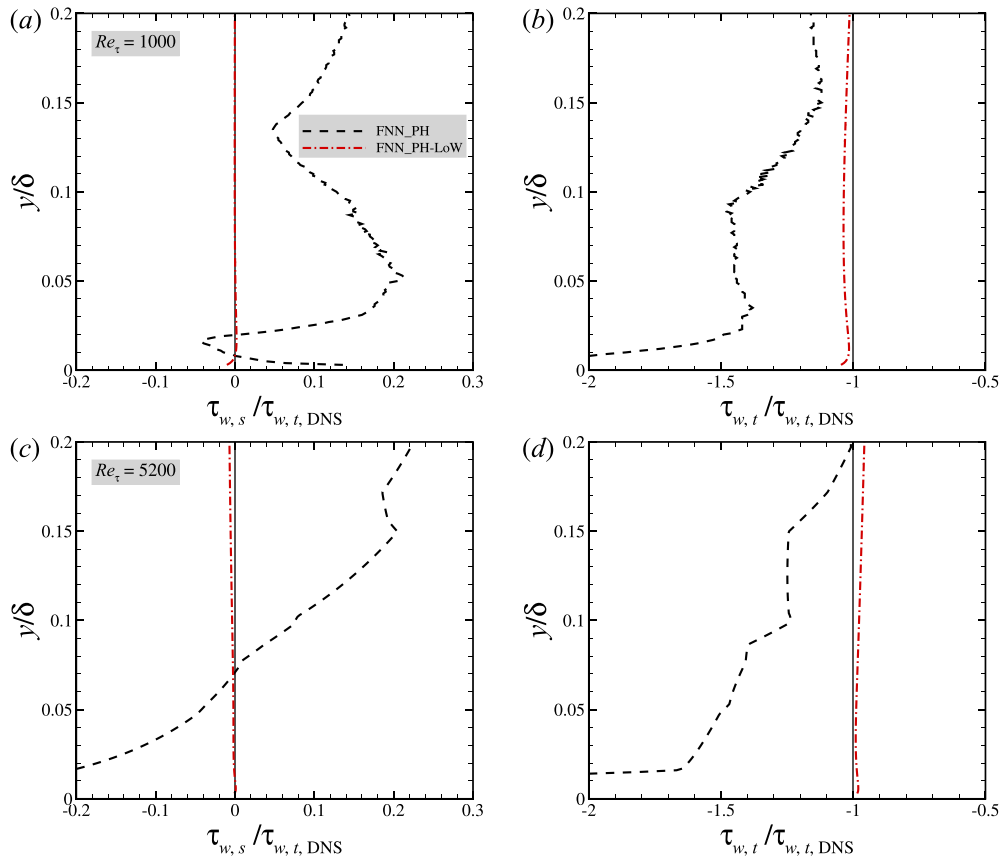 (a)
Re_τ = 1000
FNN_PH
FNN_PH-LoW
y/δ
0.2
0.15
0.1
0.05
0
-0.2 -0.1 0 0.1 0.2 0.3
τ_w, s / τ_w, t, DNS
(b)
y/δ
0.2
0.15
0.1
0.05
0
-2 -1.5 -1 -0.5
τ_w, t / τ_w, t, DNS
(c)
Re_τ = 5200
y/δ
0.2
0.15
0.1
0.05
0
-0.2 -0.1 0 0.1 0.2 0.3
τ_w, s / τ_w, t, DNS
(d)
y/δ
0.2
0.15
0.1
0.05
0
-2 -1.5 -1 -0.5
τ_w, t / τ_w, t, DNS